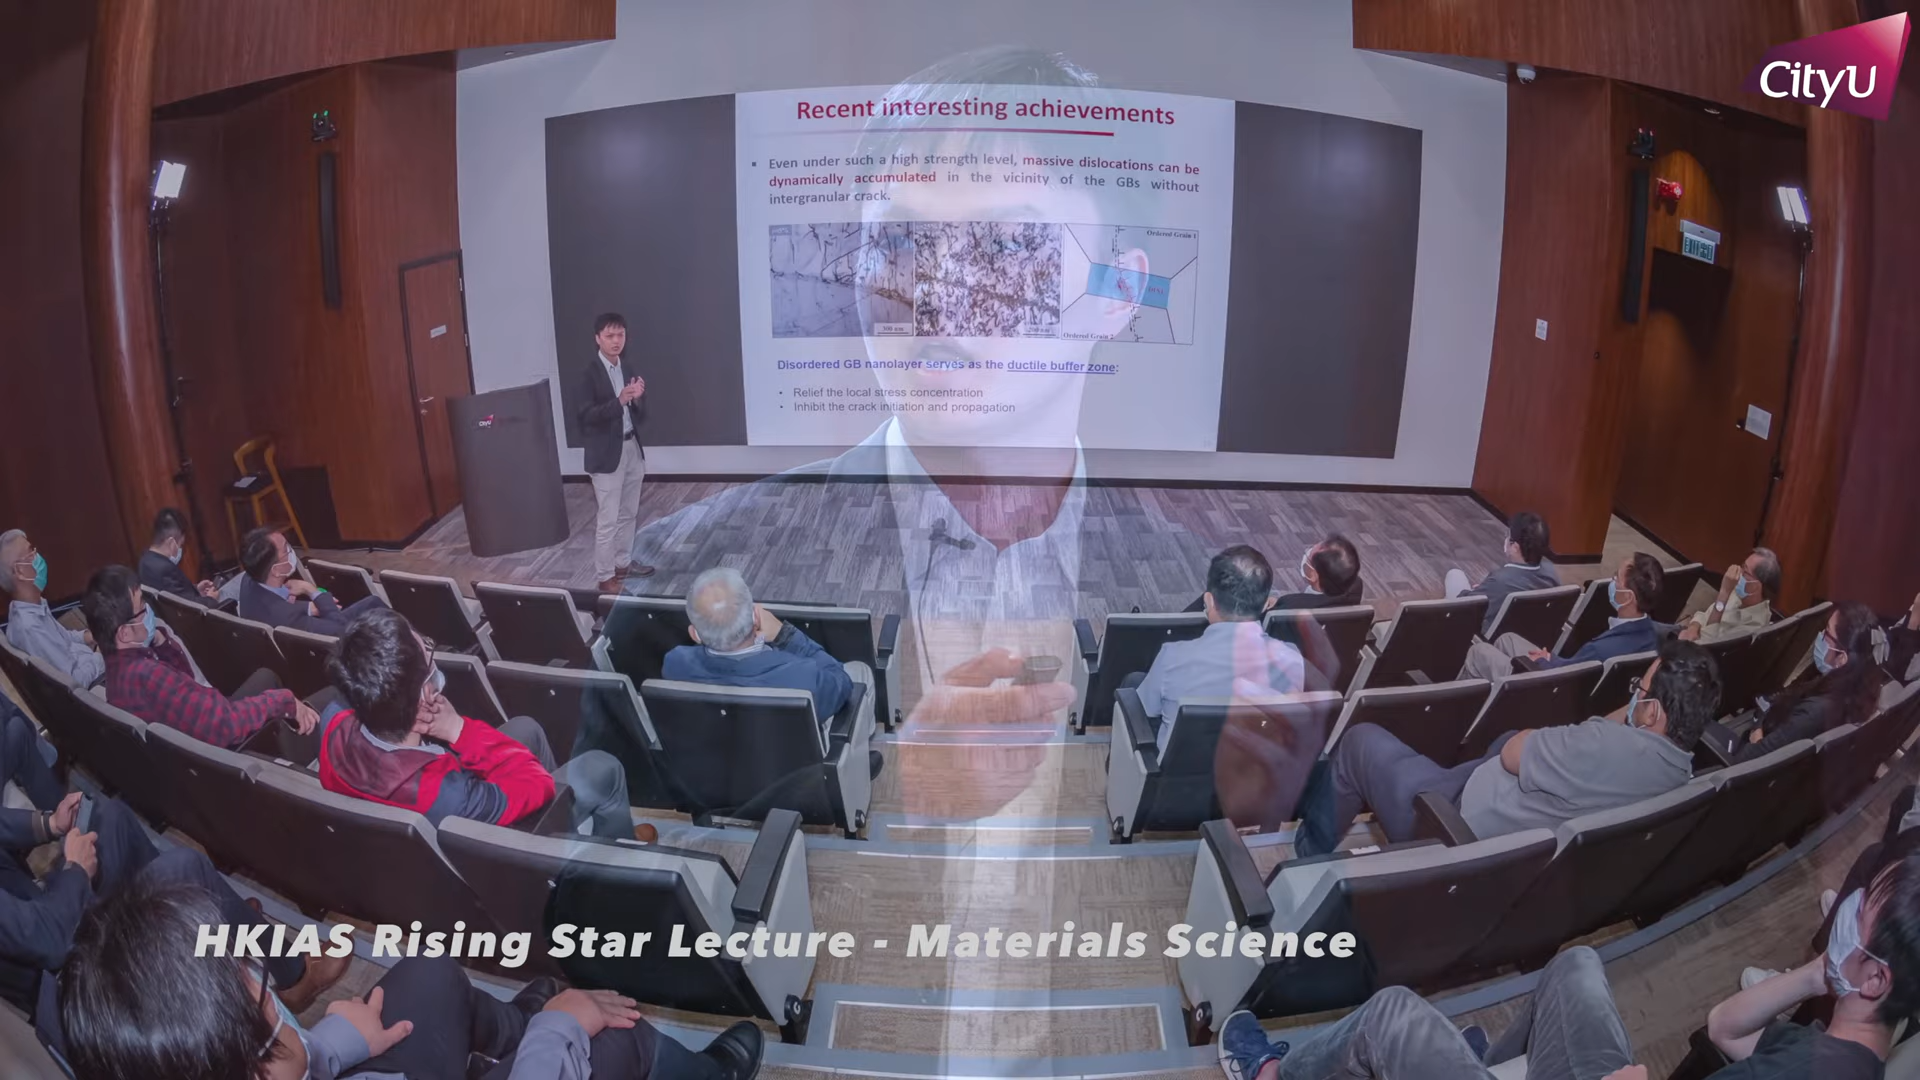 CityU
Recent interesting achievements
▪ Even under such a high strength level, massive dislocations can be
dynamically accumulated in the vicinity of the GBs without
intergranular crack.
Ordered Grain 1
500 nm
Ordered Grain 2
Disordered GB nanolayer serves as the ductile buffer zone:
• Relief the local stress concentration
• Inhibit the crack initiation and propagation
CityU
HKIAS Rising Star Lecture - Materials Science